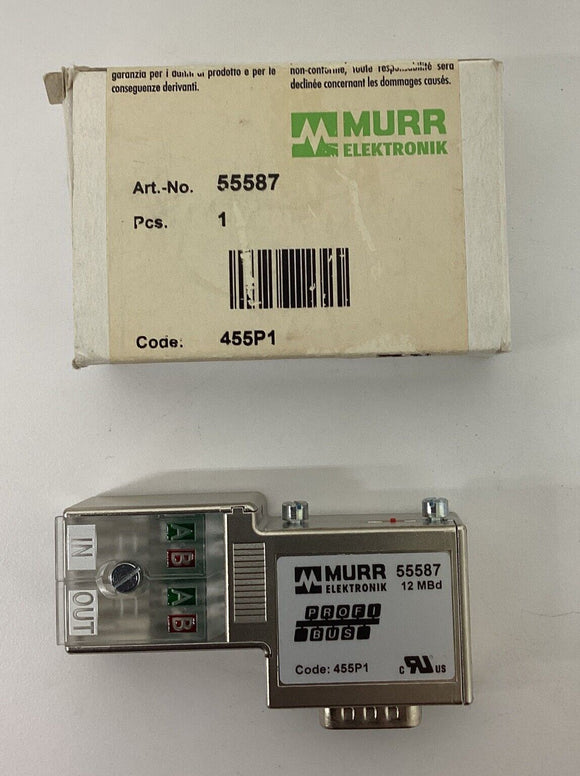 garanzia per i danni al prodotto e per le
conseguenze derivanti.
non-conforme, toute responsabilité sera
déclinée concernant les dommages causés.
MURR
ELEKTRONIK
Art.-No. 55587
Pcs. 1
Code: 455P1
IN
OUT
A
B
A
B
MURR 55587
ELEKTRONIK 12 MBd
PROFI
BUS
Code: 455P1
c RU US